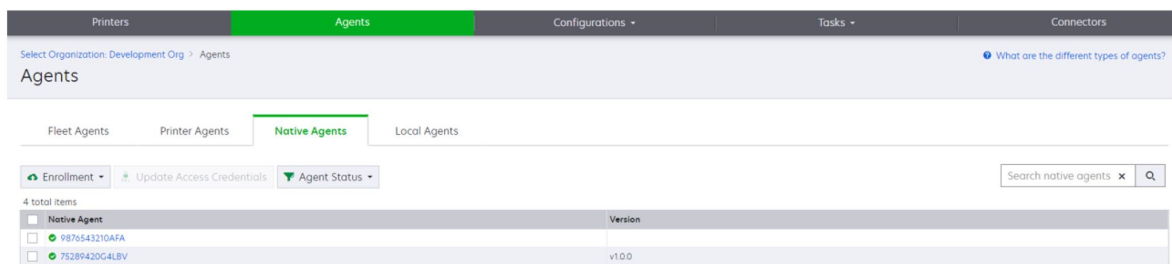 Printers Agents Configurations Tasks Connectors
Select Organization: Development Org > Agents What are the different types of agents?
Agents
Fleet Agents Printer Agents Native Agents Local Agents
Enrollment Update Access Credentials Agent Status Search native agents x
4 total items
Native Agent Version
9876543210AFA
75289420G4LBV v1.0.0